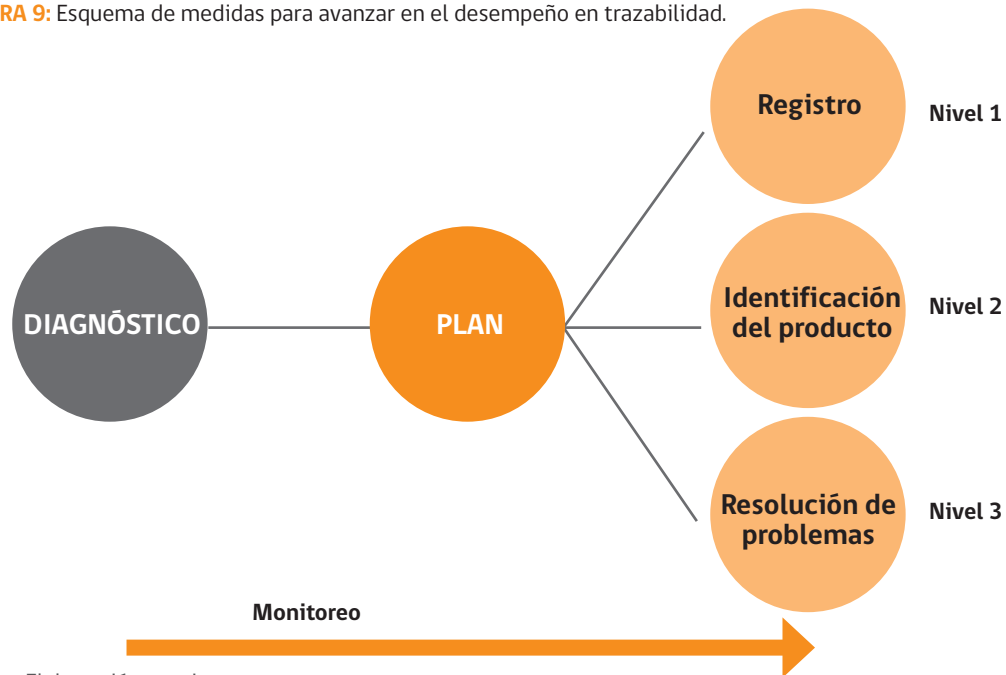 RA 9: Esquema de medidas para avanzar en el desempeño en trazabilidad.
Registro
Nivel 1
DIAGNÓSTICO
PLAN
Identificación
del producto
Nivel 2
Resolución de
problemas
Nivel 3
Monitoreo